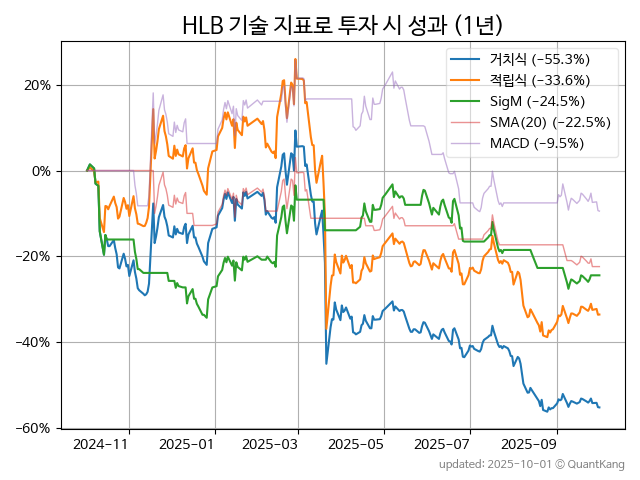 HLB 기술 지표로 투자 시 성과 (1년)
거치식 (−55.3%)
적립식 (−33.6%)
SigM (−24.5%)
SMA(20) (−22.5%)
MACD (−9.5%)
20%
0%
−20%
−40%
−60%
2024−11 2025−01 2025−03 2025−05 2025−07 2025−09
updated: 2025-10-01 © QuantKang